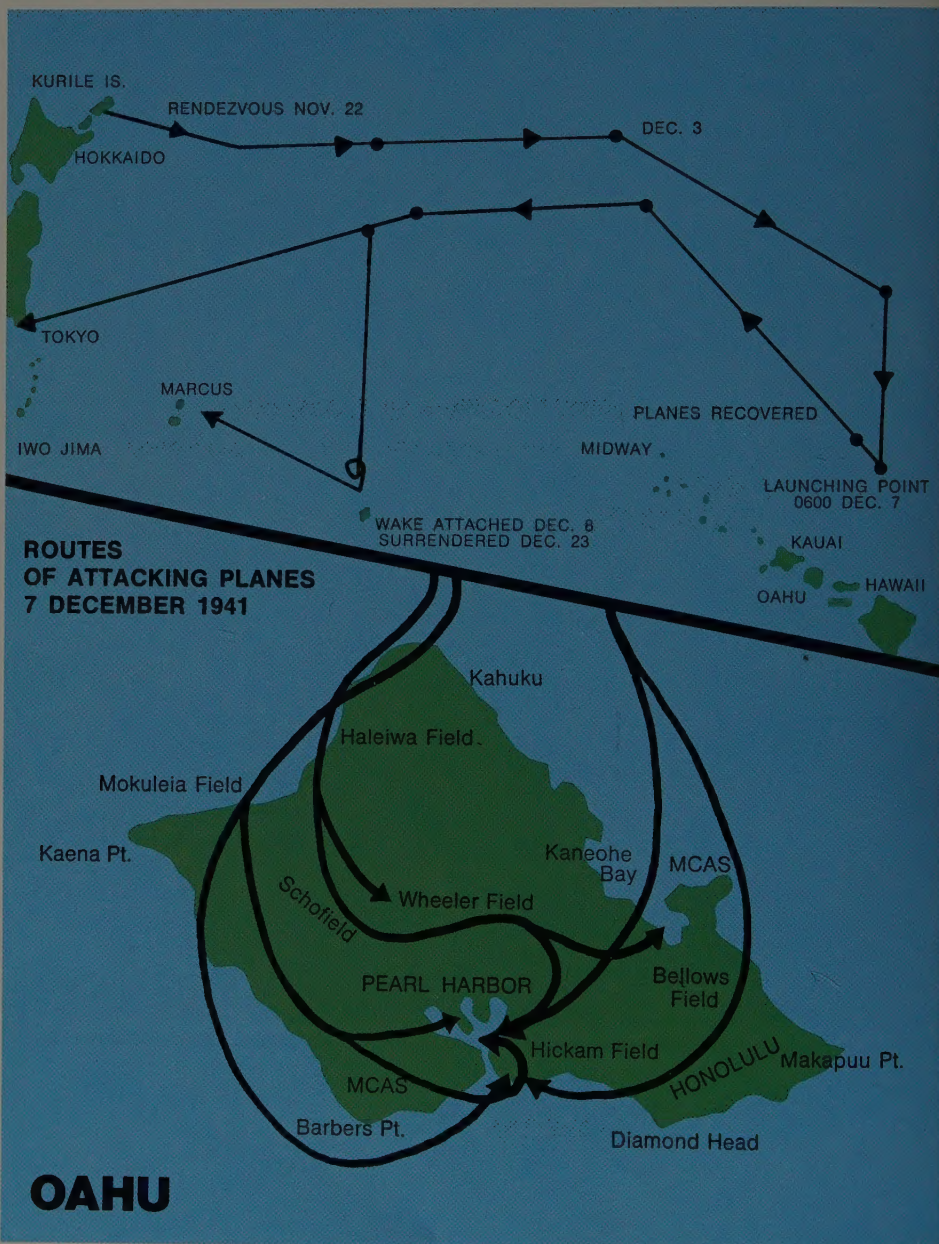 KURILE IS.
RENDEZVOUS NOV. 22
DEC. 3
HOKKAIDO
TOKYO
MARCUS
PLANES RECOVERED
IWO JIMA
MIDWAY
LAUNCHING POINT
0600 DEC. 7
WAKE ATTACHED DEC. 8
SURRENDERED DEC. 23
KAUAI
HAWAII
OAHU
ROUTES
OF ATTACKING PLANES
7 DECEMBER 1941
Kahuku
Haleiwa Field
Mokuleia Field
Kaena Pt.
Kaneohe
Bay
MCAS
Schofield
Wheeler Field
PEARL HARBOR
Bellows
Field
Hickam Field
HONOLULU
Makapuu Pt.
MCAS
Barbers Pt.
Diamond Head
OAHU